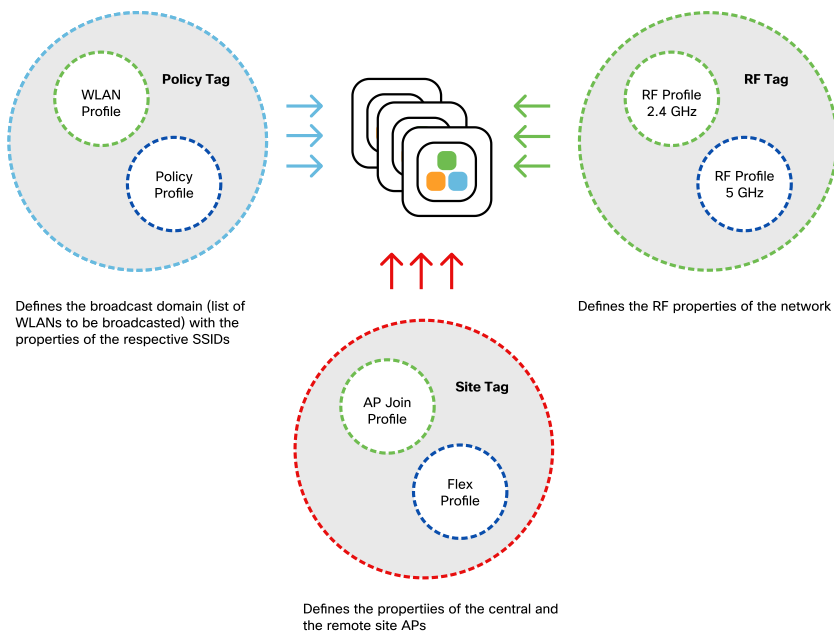 Policy Tag
WLAN
Profile
Policy
Profile
Defines the broadcast domain (list of
WLANs to be broadcasted) with the
properties of the respective SSIDs
RF Tag
RF Profile
2.4 GHz
RF Profile
5 GHz
Defines the RF properties of the network
Site Tag
AP Join
Profile
Flex
Profile
Defines the propertiies of the central and
the remote site APs